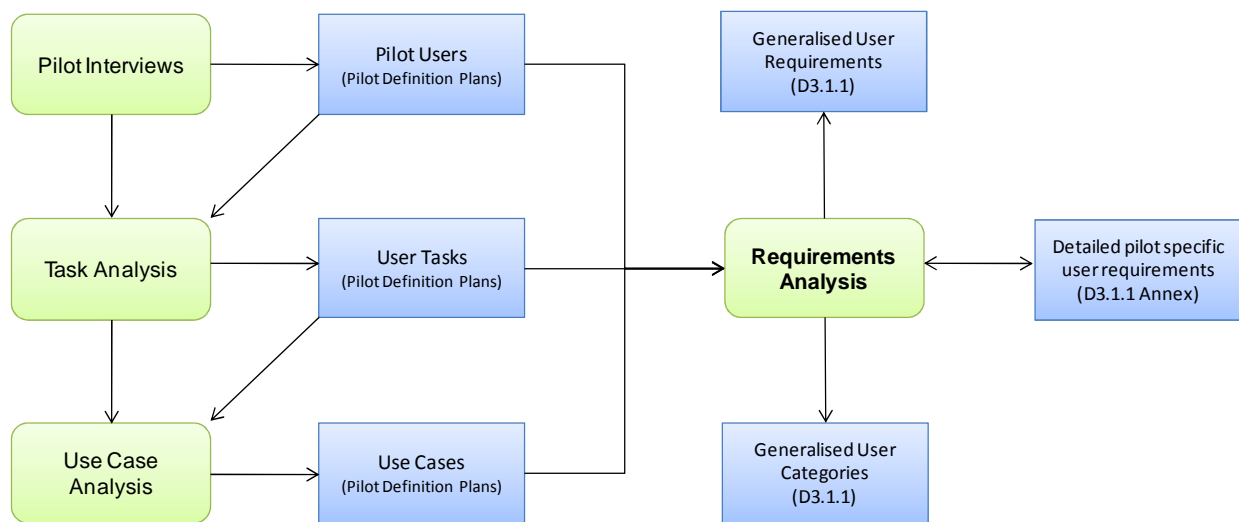 Pilot Interviews
Pilot Users
(Pilot Definition Plans)
Generalised User
Requirements
(D3.1.1)
Task Analysis
User Tasks
(Pilot Definition Plans)
Requirements
Analysis
Detailed pilot specific
user requirements
(D3.1.1 Annex)
Use Case
Analysis
Use Cases
(Pilot Definition Plans)
Generalised User
Categories
(D3.1.1)